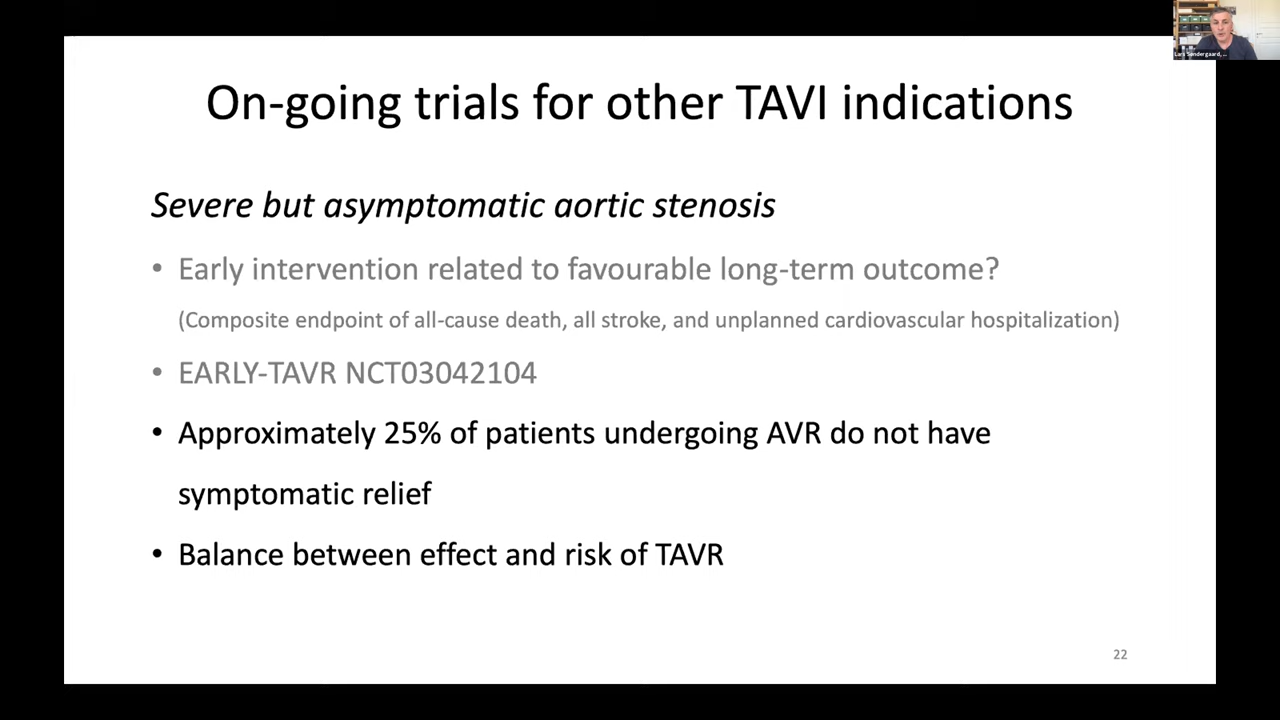 Lars Søndergaard, ...
On-going trials for other TAVI indications
Severe but asymptomatic aortic stenosis
• Early intervention related to favourable long-term outcome?
(Composite endpoint of all-cause death, all stroke, and unplanned cardiovascular hospitalization)
• EARLY-TAVR NCT03042104
• Approximately 25% of patients undergoing AVR do not have
symptomatic relief
• Balance between effect and risk of TAVR
22